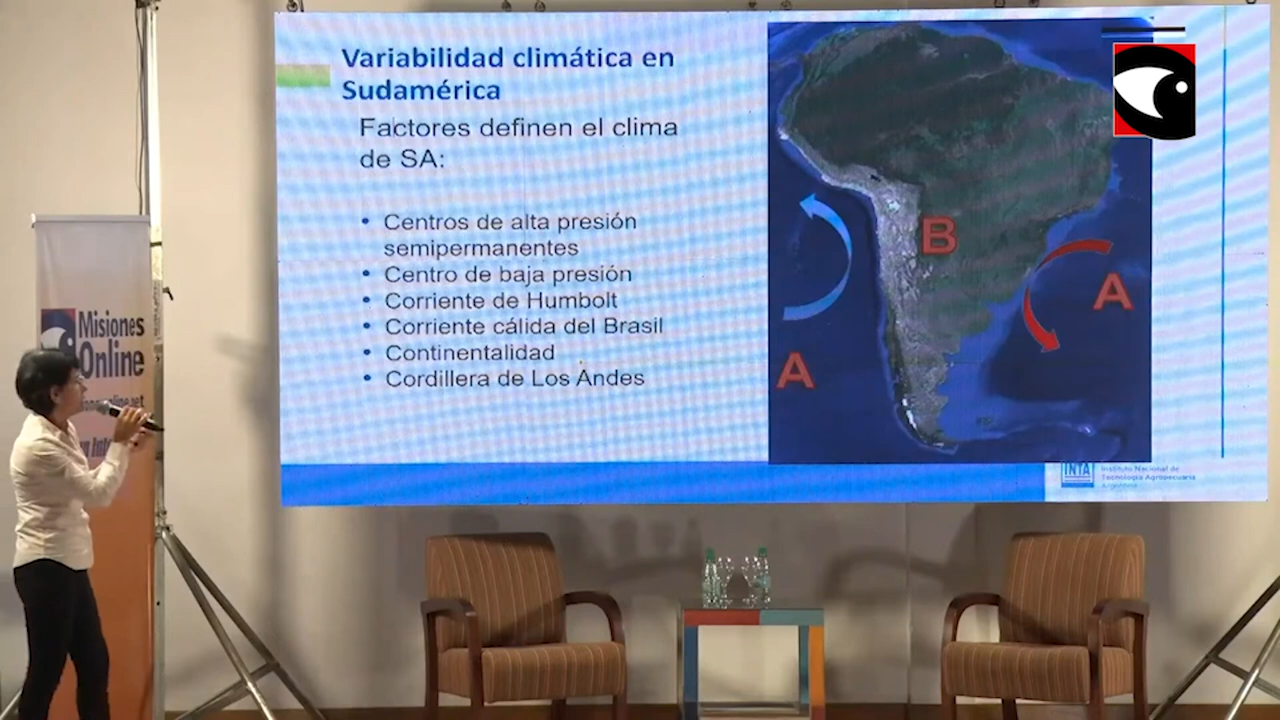 Variabilidad climática en
Sudamérica
Factores definen el clima
de SA:
• Centros de alta presión
semipermanentes
• Centro de baja presión
• Corriente de Humbolt
• Corriente cálida del Brasil
• Continentalidad
• Cordillera de Los Andes
B
A
A
INTA
Instituto Nacional de
Tecnología Agropecuaria
Argentina
Misiones
Online